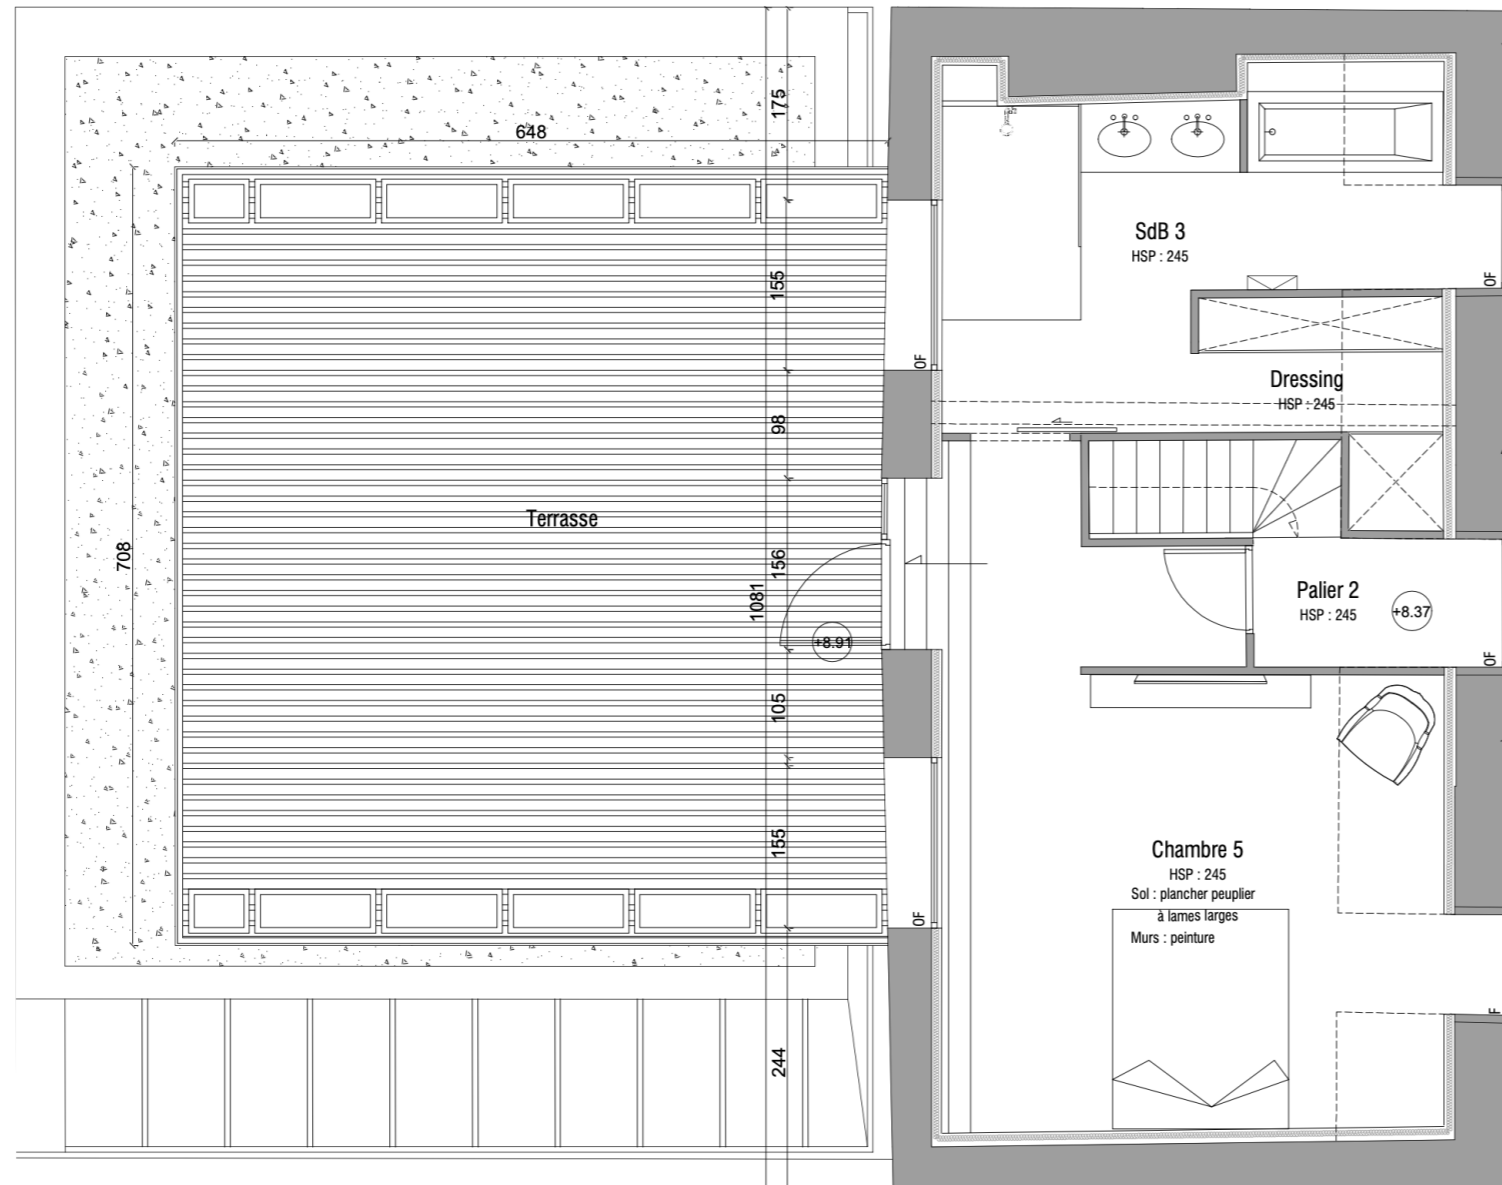 175
648
SdB 3
HSP : 245
OF
155
OF
Dressing
HSP : 245
98
Terrasse
708
156
1081
Palier 2
HSP : 245
+8.37
+8.91
OF
105
155
Chambre 5
HSP : 245
Sol : plancher peuplier
à lames larges
Murs : peinture
OF
F
244